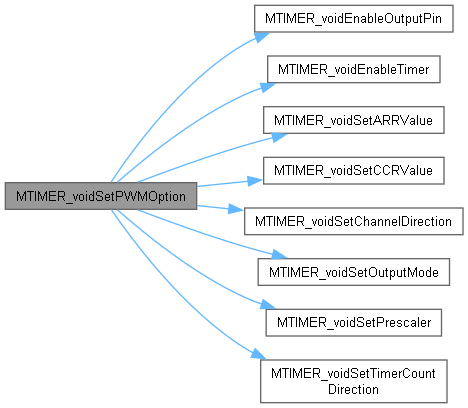 MTIMER_voidEnableOutputPin
MTIMER_voidEnableTimer
MTIMER_voidSetARRValue
MTIMER_voidSetCCRValue
MTIMER_voidSetPWMOption
MTIMER_voidSetChannelDirection
MTIMER_voidSetOutputMode
MTIMER_voidSetPrescaler
MTIMER_voidSetTimerCount
Direction